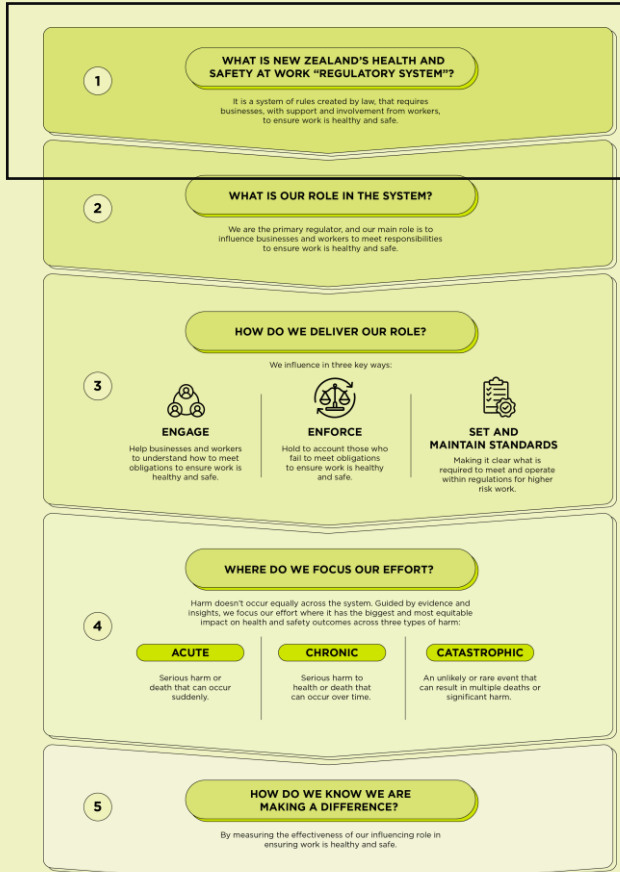 1
WHAT IS NEW ZEALAND'S HEALTH AND
SAFETY AT WORK “REGULATORY SYSTEM”?
It is a system of rules created by law, that requires
businesses, with support and involvement from workers,
to ensure work is healthy and safe.
2
WHAT IS OUR ROLE IN THE SYSTEM?
We are the primary regulator, and our main role is to
influence businesses and workers to meet responsibilities
to ensure work is healthy and safe.
3
HOW DO WE DELIVER OUR ROLE?
We influence in three key ways:
ENGAGE
Help businesses and workers
to understand how to meet
obligations to ensure work is
healthy and safe.
ENFORCE
Hold to account those who
fail to meet obligations
to ensure work is healthy
and safe.
SET AND
MAINTAIN STANDARDS
Making it clear what is
required to meet and operate
within regulations for higher
risk work.
4
WHERE DO WE FOCUS OUR EFFORT?
Harm doesn't occur equally across the system. Guided by evidence and
insights, we focus our effort where it has the biggest and most equitable
impact on health and safety outcomes across three types of harm:
ACUTE
Serious harm or
death that can occur
suddenly.
CHRONIC
Serious harm to
health or death that
can occur over time.
CATASTROPHIC
An unlikely or rare event that
can result in multiple deaths or
significant harm.
5
HOW DO WE KNOW WE ARE
MAKING A DIFFERENCE?
By measuring the effectiveness of our influencing role in
ensuring work is healthy and safe.